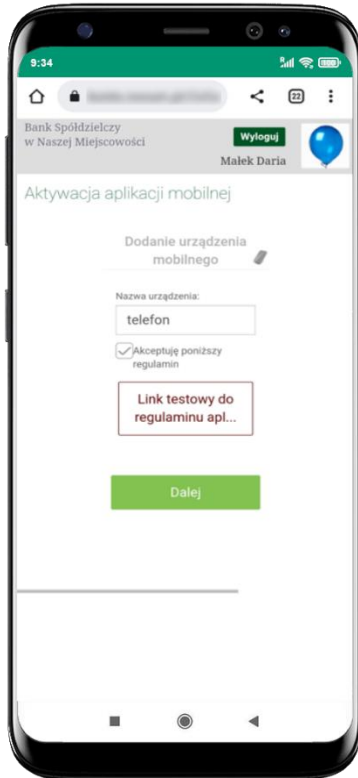 9:34
22
Bank Spółdzielczy
w Naszej Miejscowości
Wyloguj
Małek Daria
Aktywacja aplikacji mobilnej
Dodanie urządzenia
mobilnego
Nazwa urządzenia:
telefon
Akceptuję poniższy
regulamin
Link testowy do
regulaminu apl...
Dalej